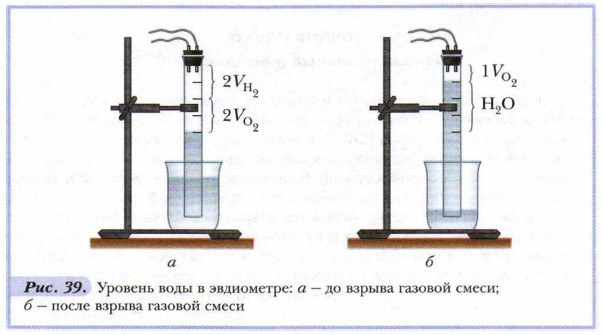 2V_H₂
2V_O₂
1V_O₂
H₂O
а
б
Рис. 39. Уровень воды в эвдиометре: а – до взрыва газовой смеси;
б – после взрыва газовой смеси